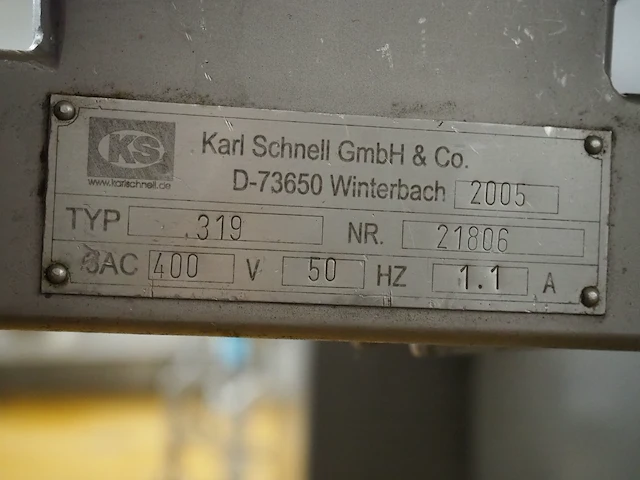 KS
Karl Schnell GmbH & Co.
www.karlschnell.de
D-73650 Winterbach 2005
TYP 319 NR. 21806
3AC 400 V 50 HZ 1.1 A